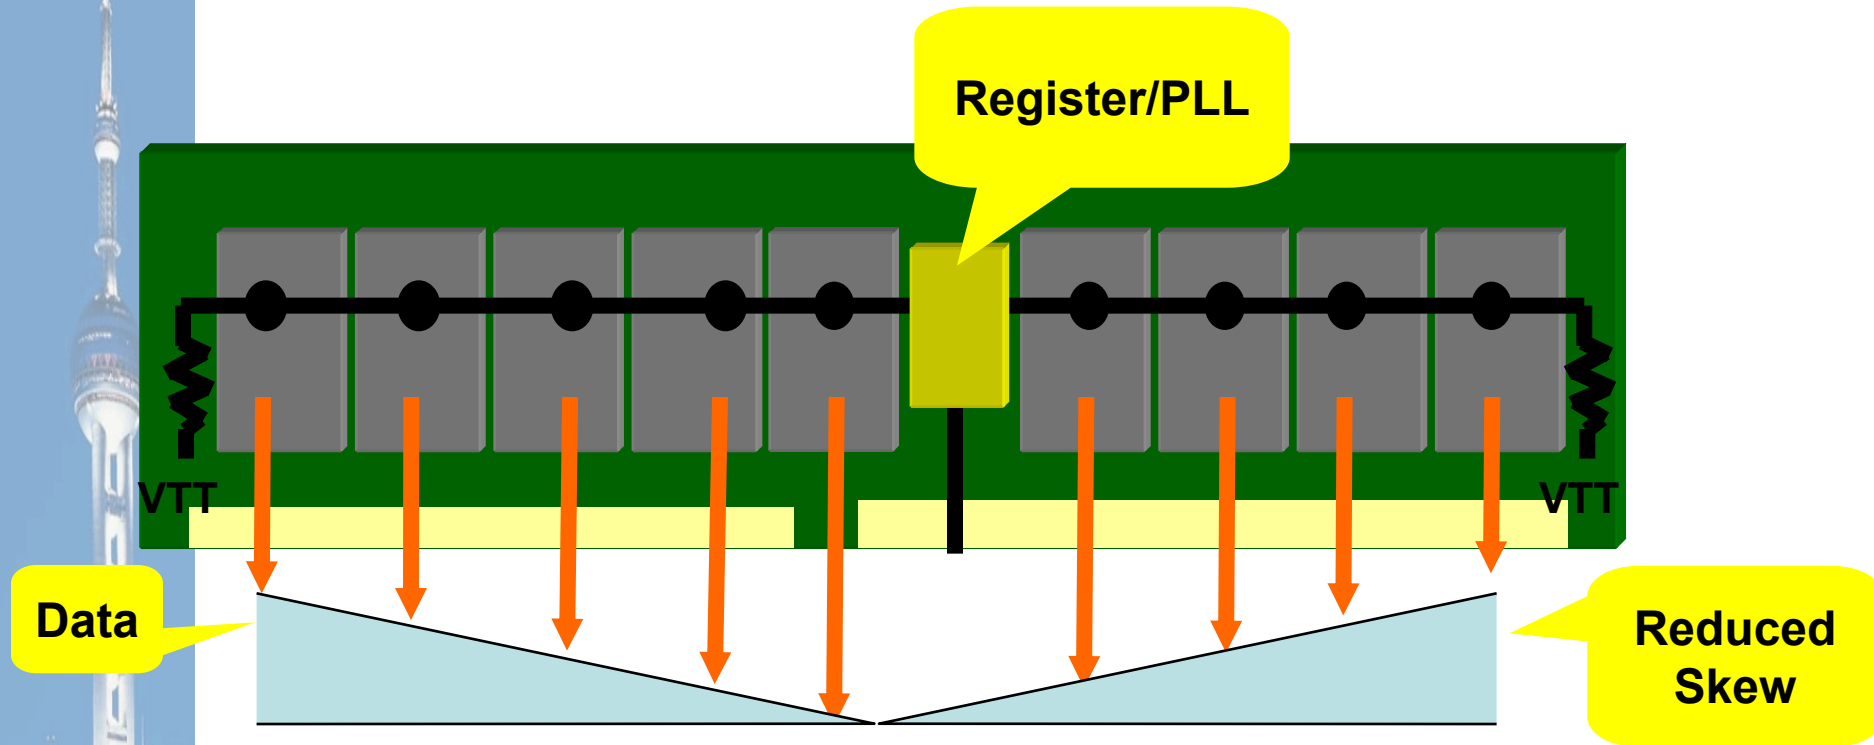 Register/PLL
VTT
VTT
Data
Reduced
Skew